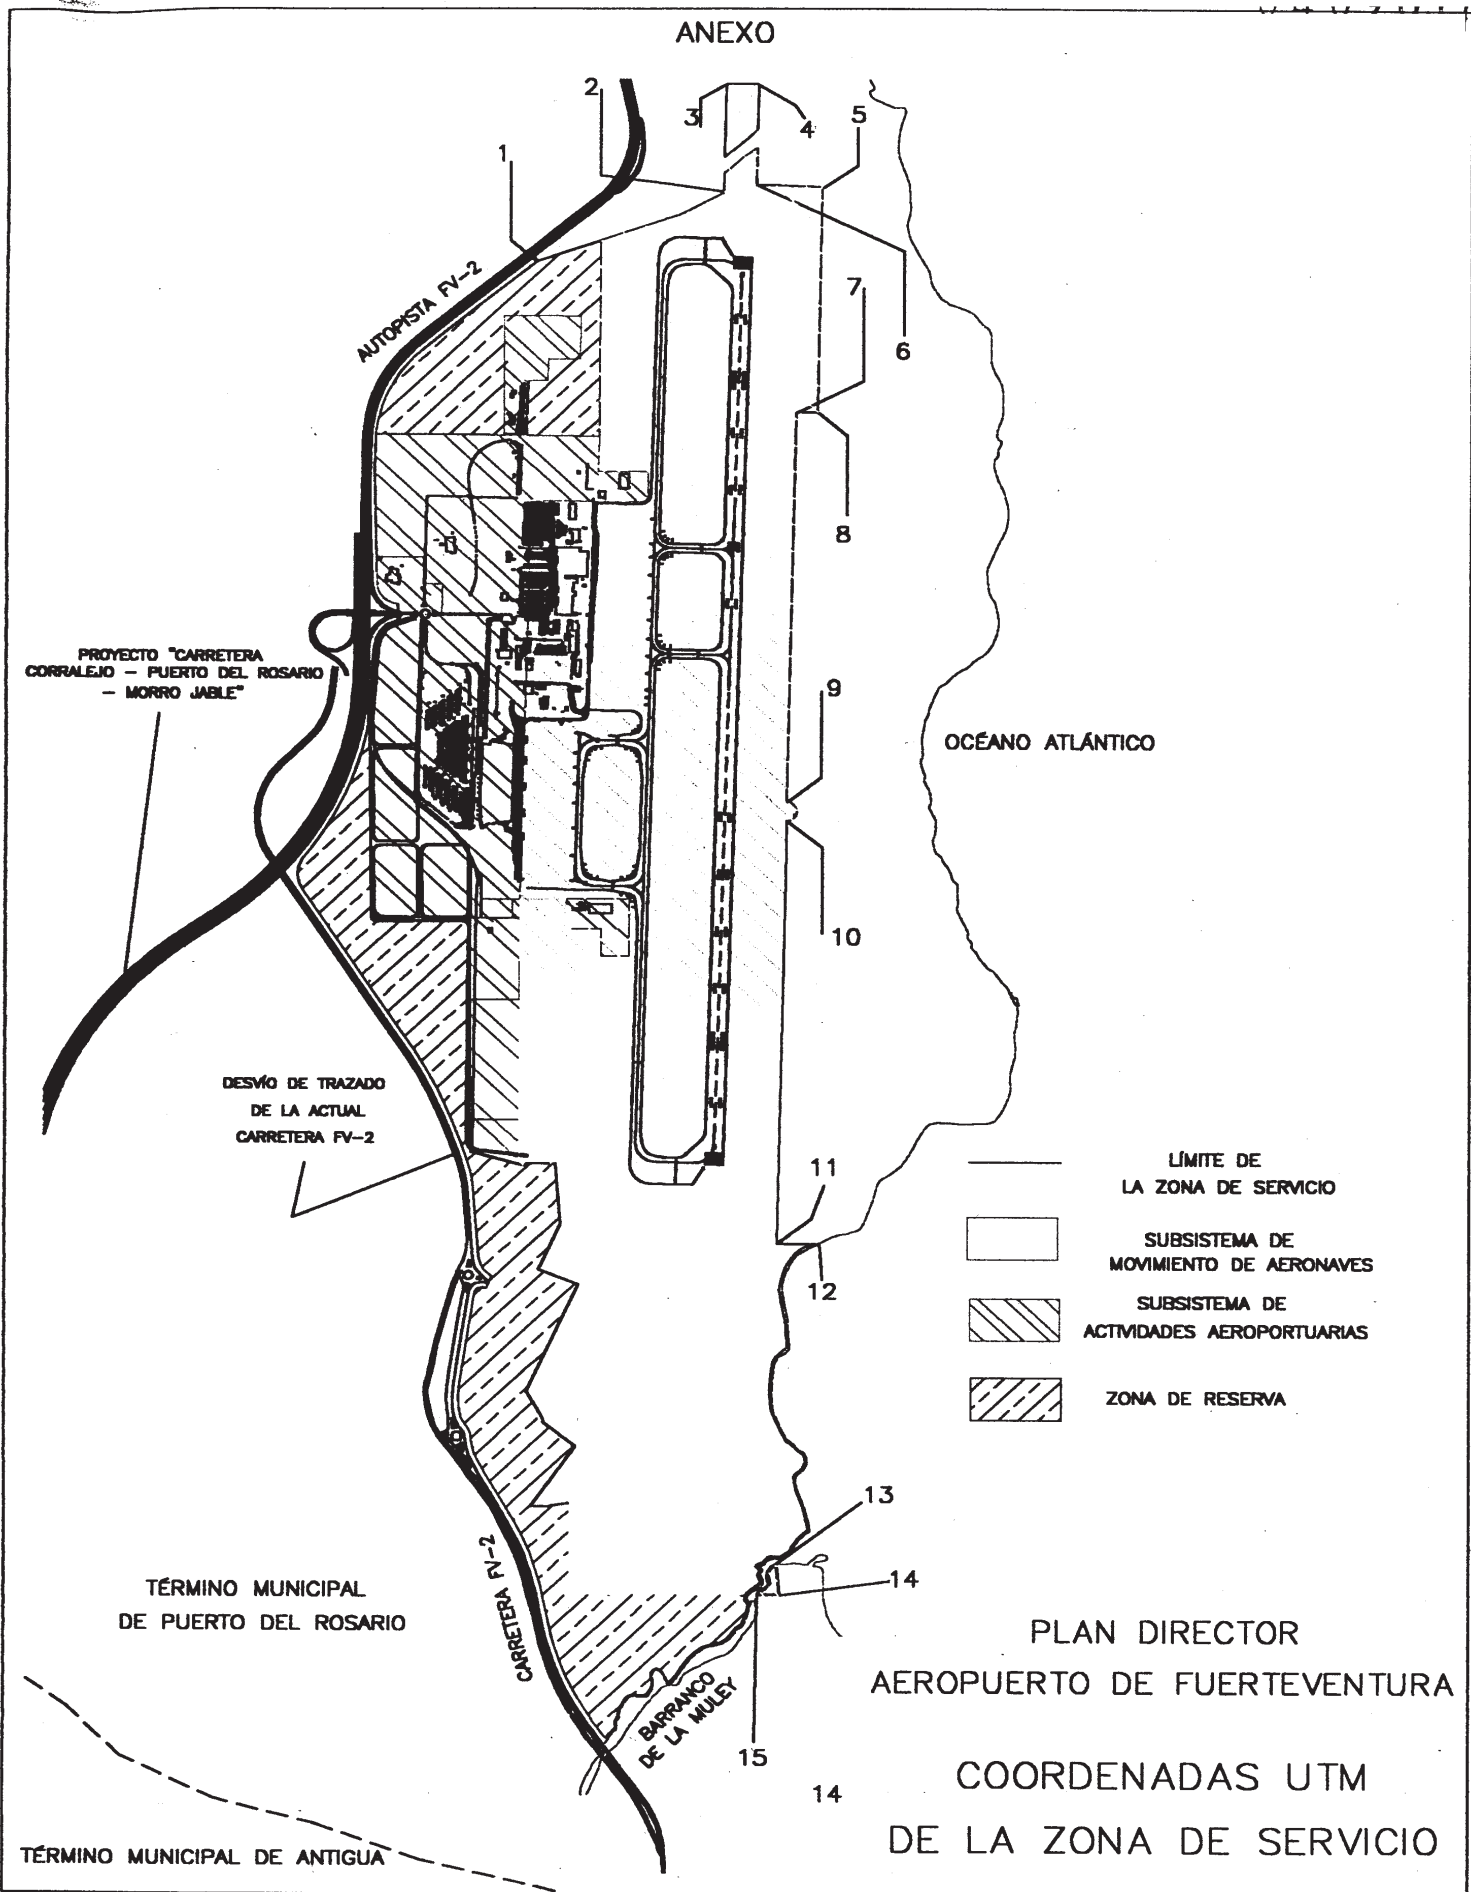 ANEXO
2
3
4
5
1
AUTOPISTA FV-2
7
6
8
PROYECTO "CARRETERA
CORRALEJO - PUERTO DEL ROSARIO
- MORRO JABLE"
9
OCÉANO ATLÁNTICO
10
DESVÍO DE TRAZADO
DE LA ACTUAL
CARRETERA FV-2
11
12
LÍMITE DE
LA ZONA DE SERVICIO
SUBSISTEMA DE
MOVIMIENTO DE AERONAVES
SUBSISTEMA DE
ACTIVIDADES AEROPORTUARIAS
ZONA DE RESERVA
13
14
CARRETERA FV-2
TÉRMINO MUNICIPAL
DE PUERTO DEL ROSARIO
BARRANCO
DE LA MULEY
15
14
PLAN DIRECTOR
AEROPUERTO DE FUERTEVENTURA
COORDENADAS UTM
DE LA ZONA DE SERVICIO
TÉRMINO MUNICIPAL DE ANTIGUA